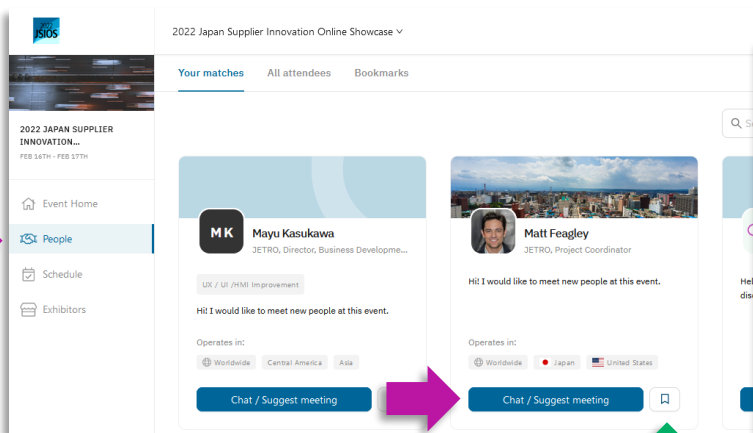 JSIOS
2022 Japan Supplier Innovation Online Showcase
Your matches All attendees Bookmarks
2022 JAPAN SUPPLIER
INNOVATION...
FEB 16TH - FEB 17TH
Event Home
People
Schedule
Exhibitors
MK
Mayu Kasukawa
JETRO, Director, Business Developme...
UX / UI /HMI Improvement
Hi! I would like to meet new people at this event.
Operates in:
Worldwide Central America Asia
Chat / Suggest meeting
Matt Feagley
JETRO, Project Coordinator
Hi! I would like to meet new people at this event.
Operates in:
Worldwide Japan United States
Chat / Suggest meeting